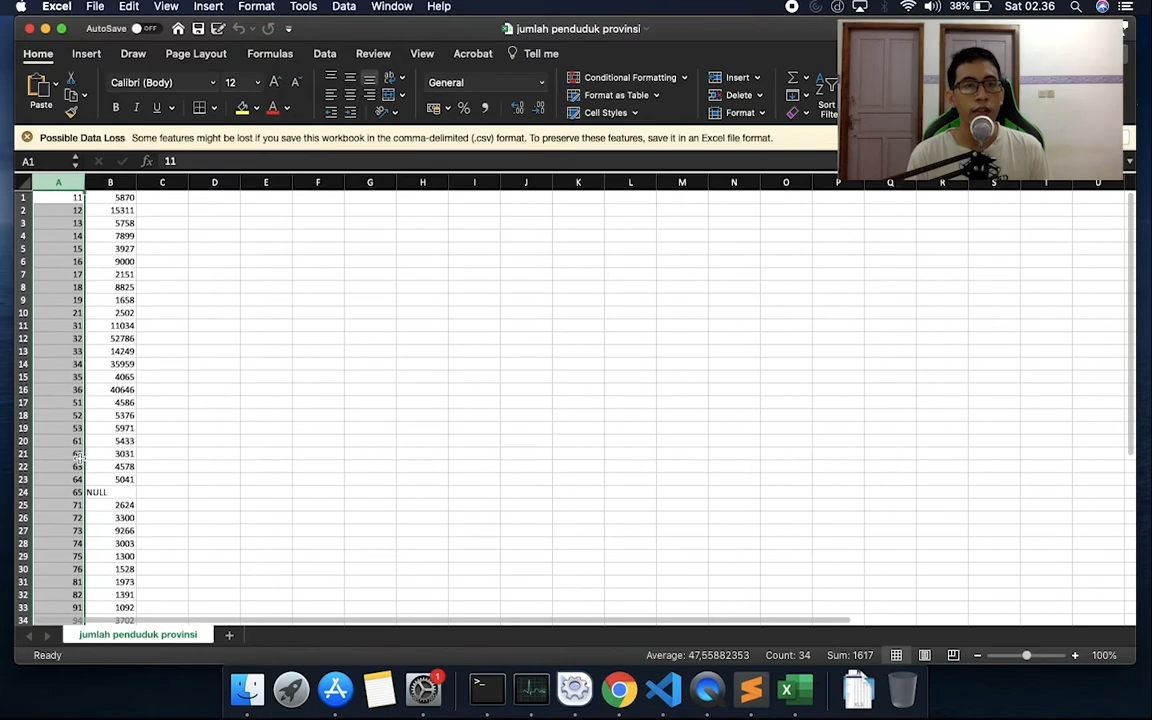 Excel File Edit View Insert Format Tools Data Window Help 38% Sat 02.36
AutoSave OFF jumlah penduduk provinsi
Home Insert Draw Page Layout Formulas Data Review View Acrobat Tell me
Calibri (Body) 12 General Conditional Formatting Insert
Paste Format as Table Delete Sort
B I U Cell Styles Format Filter
Possible Data Loss Some features might be lost if you save this workbook in the comma-delimited (.csv) format. To preserve these features, save it in an Excel file format.
A1 fx 11
A B C D E F G H I J K L M N O P Q R S T U
1 11 5870
2 12 15311
3 13 5758
4 14 7899
5 15 3927
6 16 9000
7 17 2151
8 18 8825
9 19 1658
10 21 2502
11 31 11034
12 32 52786
13 33 14249
14 34 35959
15 35 4065
16 36 40646
17 51 4586
18 52 5376
19 53 5971
20 61 5433
21 3031
22 63 4578
23 64 5041
24 65 NULL
25 71 2624
26 72 3300
27 73 9266
28 74 3003
29 75 1300
30 76 1528
31 81 1973
32 82 1391
33 91 1092
34 94 3702
jumlah penduduk provinsi
Ready Average: 47,55882353 Count: 34 Sum: 1617 100%
1